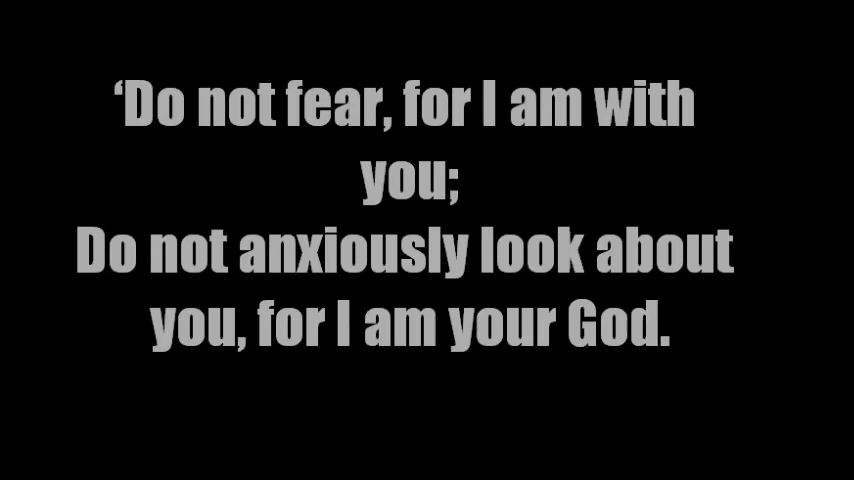 ‘Do not fear, for I am with
you;
Do not anxiously look about
you, for I am your God.